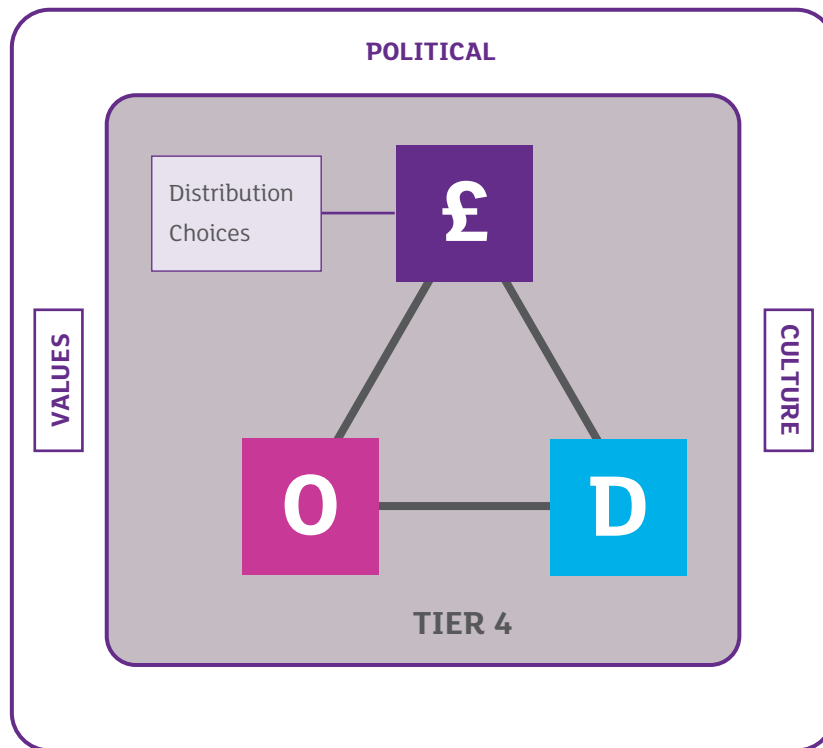 POLITICAL
Distribution
Choices
£
VALUES
CULTURE
O
D
TIER 4